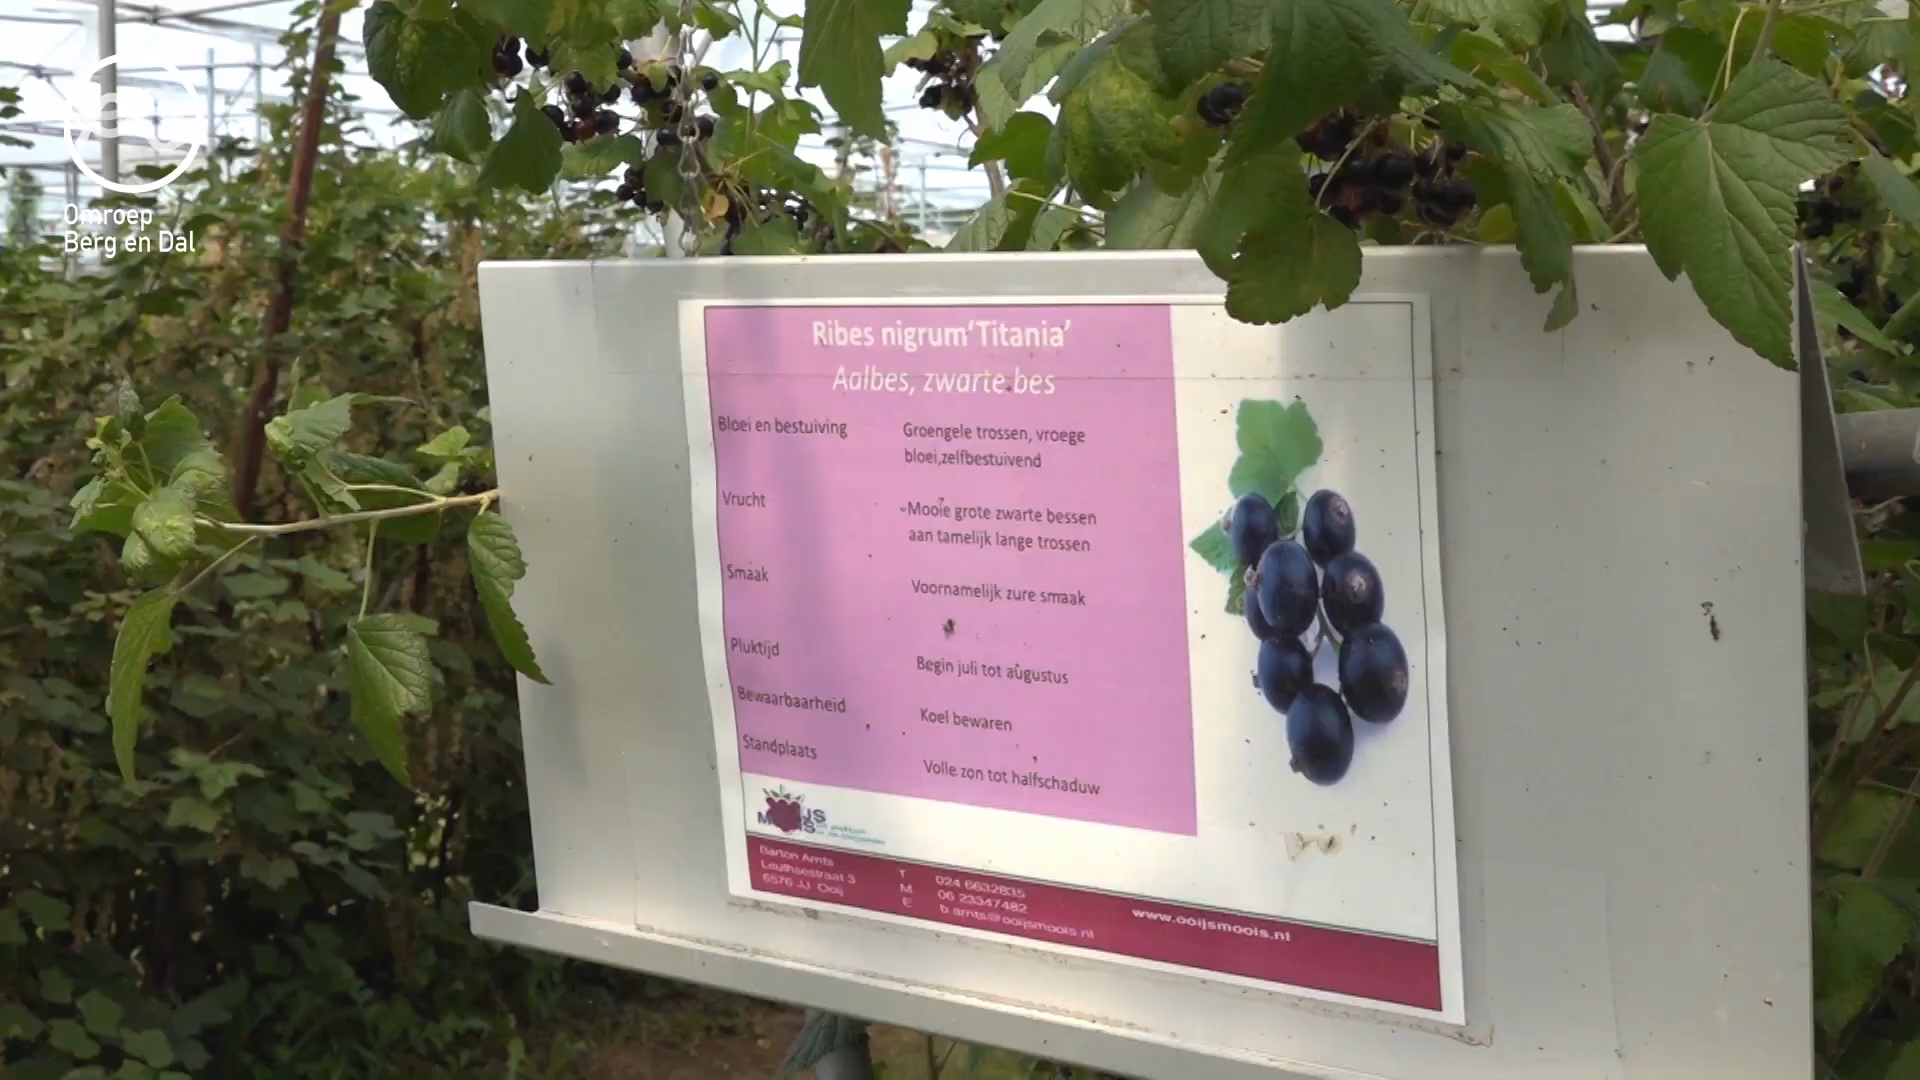 Omroep
Berg en Dal
Ribes nigrum‘Titania’
Aalbes, zwarte bes
Bloei en bestuiving
Groengele trossen, vroege
bloei,zelfbestuivend
Vrucht
Mooie grote zwarte bessen
aan tamelijk lange trossen
Smaak
Voornamelijk zure smaak
Pluktijd
Begin juli tot augustus
Bewaarbaarheid
Koel bewaren
Standplaats
Volle zon tot halfschaduw
OOIJS
MOOIS
Barton Arnts
3
6576 JJ Ooij
T 024 6632835
M 06 23347482
E b.arnts@ooijsmoois.nl
www.ooijsmoois.nl